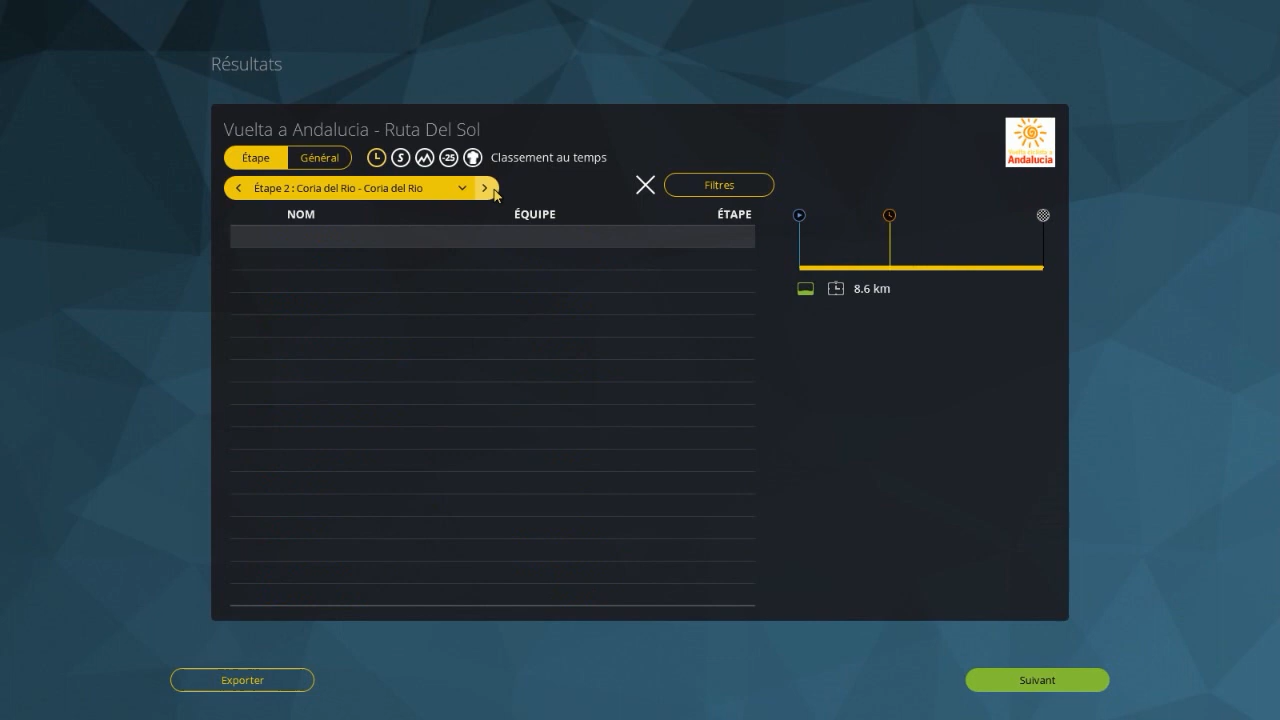 Résultats
Vuelta a Andalucia - Ruta Del Sol
Étape Général S -25 Classement au temps
Étape 2 : Coria del Rio - Coria del Rio
Filtres
NOM ÉQUIPE ÉTAPE
8.6 km
Andalucia
Exporter
Suivant